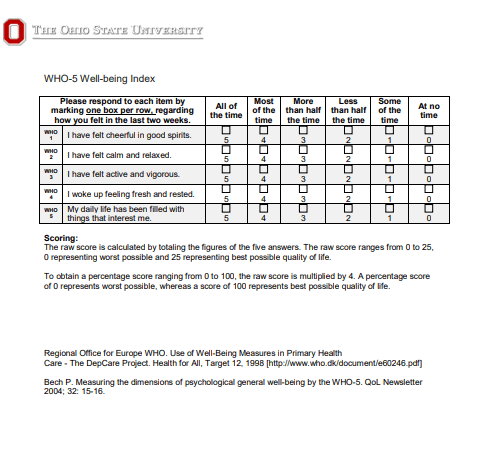 THE OHIO STATE UNIVERSITY
WHO-5 Well-being Index
Please respond to each item by marking one box per row, regarding how you felt in the last two weeks. All of the time Most of the time More than half the time Less than half the time Some of the time At no time
WHO 1 I have felt cheerful in good spirits. 5 4 3 2 1 0
WHO 2 I have felt calm and relaxed. 5 4 3 2 1 0
WHO 3 I have felt active and vigorous. 5 4 3 2 1 0
WHO 4 I woke up feeling fresh and rested. 5 4 3 2 1 0
WHO 5 My daily life has been filled with things that interest me. 5 4 3 2 1 0
Scoring:
The raw score is calculated by totaling the figures of the five answers. The raw score ranges from 0 to 25,
0 representing worst possible and 25 representing best possible quality of life.
To obtain a percentage score ranging from 0 to 100, the raw score is multiplied by 4. A percentage score
of 0 represents worst possible, whereas a score of 100 represents best possible quality of life.
Regional Office for Europe WHO. Use of Well-Being Measures in Primary Health
Care - The DepCare Project. Health for All, Target 12, 1998 [http://www.who.dk/document/e60246.pdf]
Bech P. Measuring the dimensions of psychological general well-being by the WHO-5. QoL Newsletter
2004; 32: 15-16.